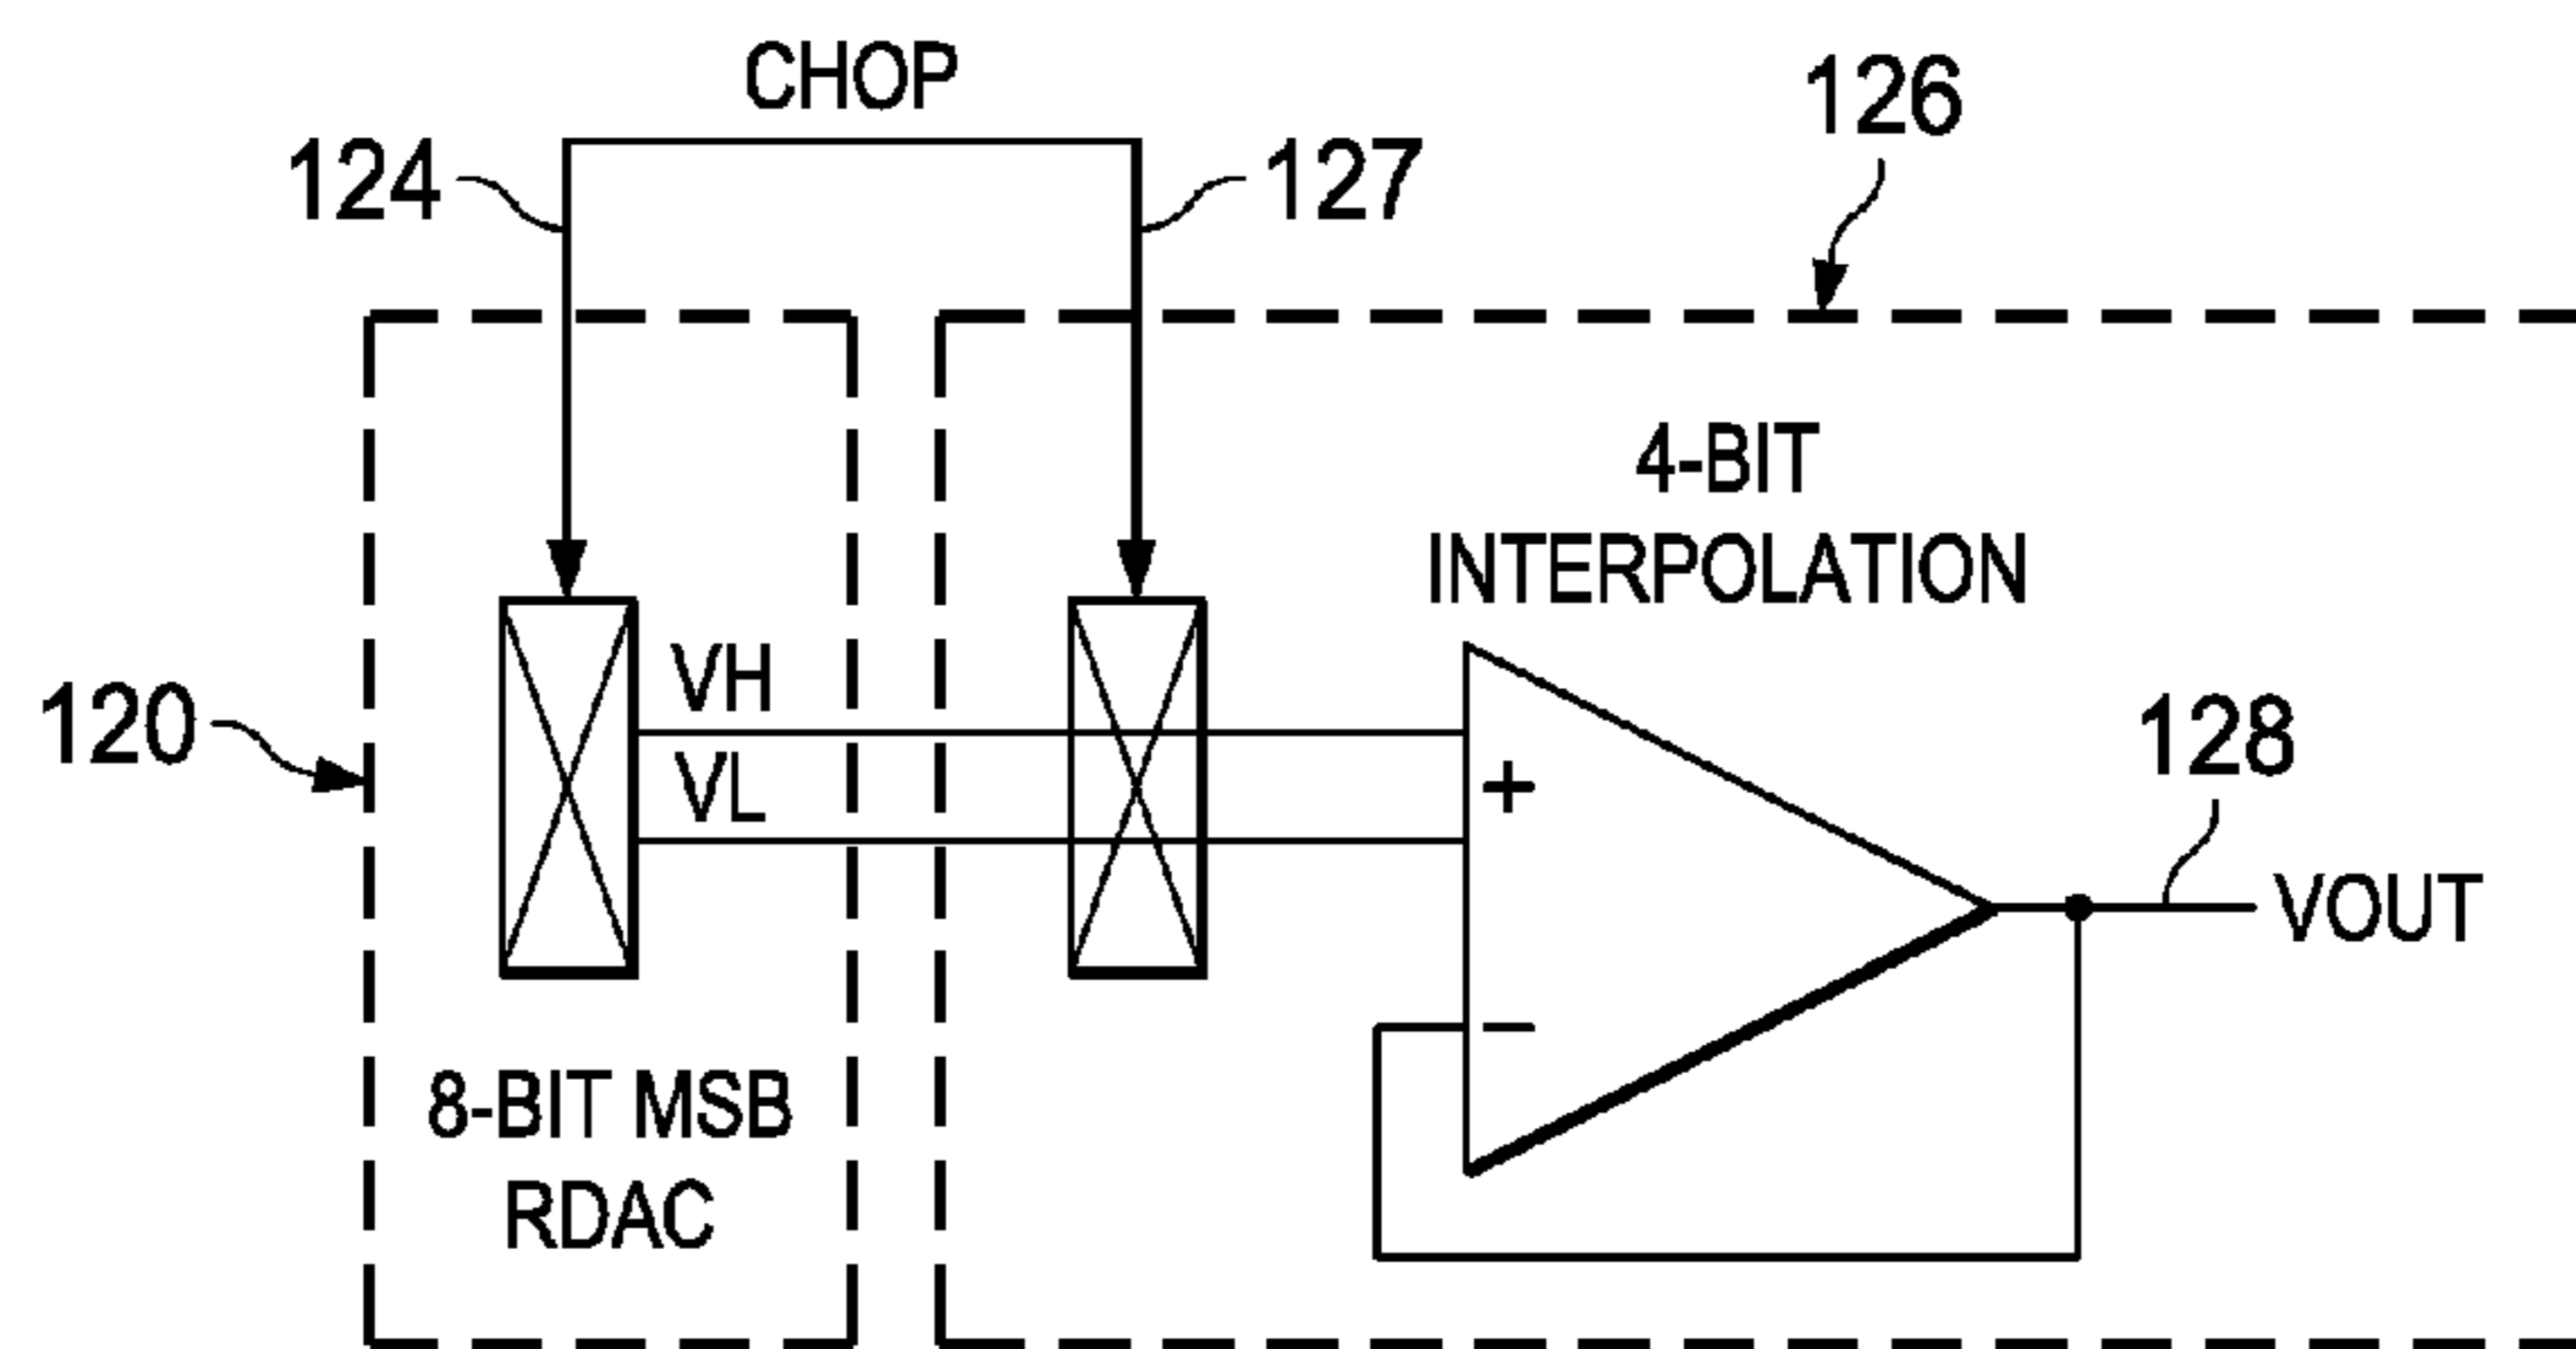 CHOP
126
124
127
4-BIT
INTERPOLATION
VH
120
VL
+
128
VOUT
−
8-BIT MSB
RDAC